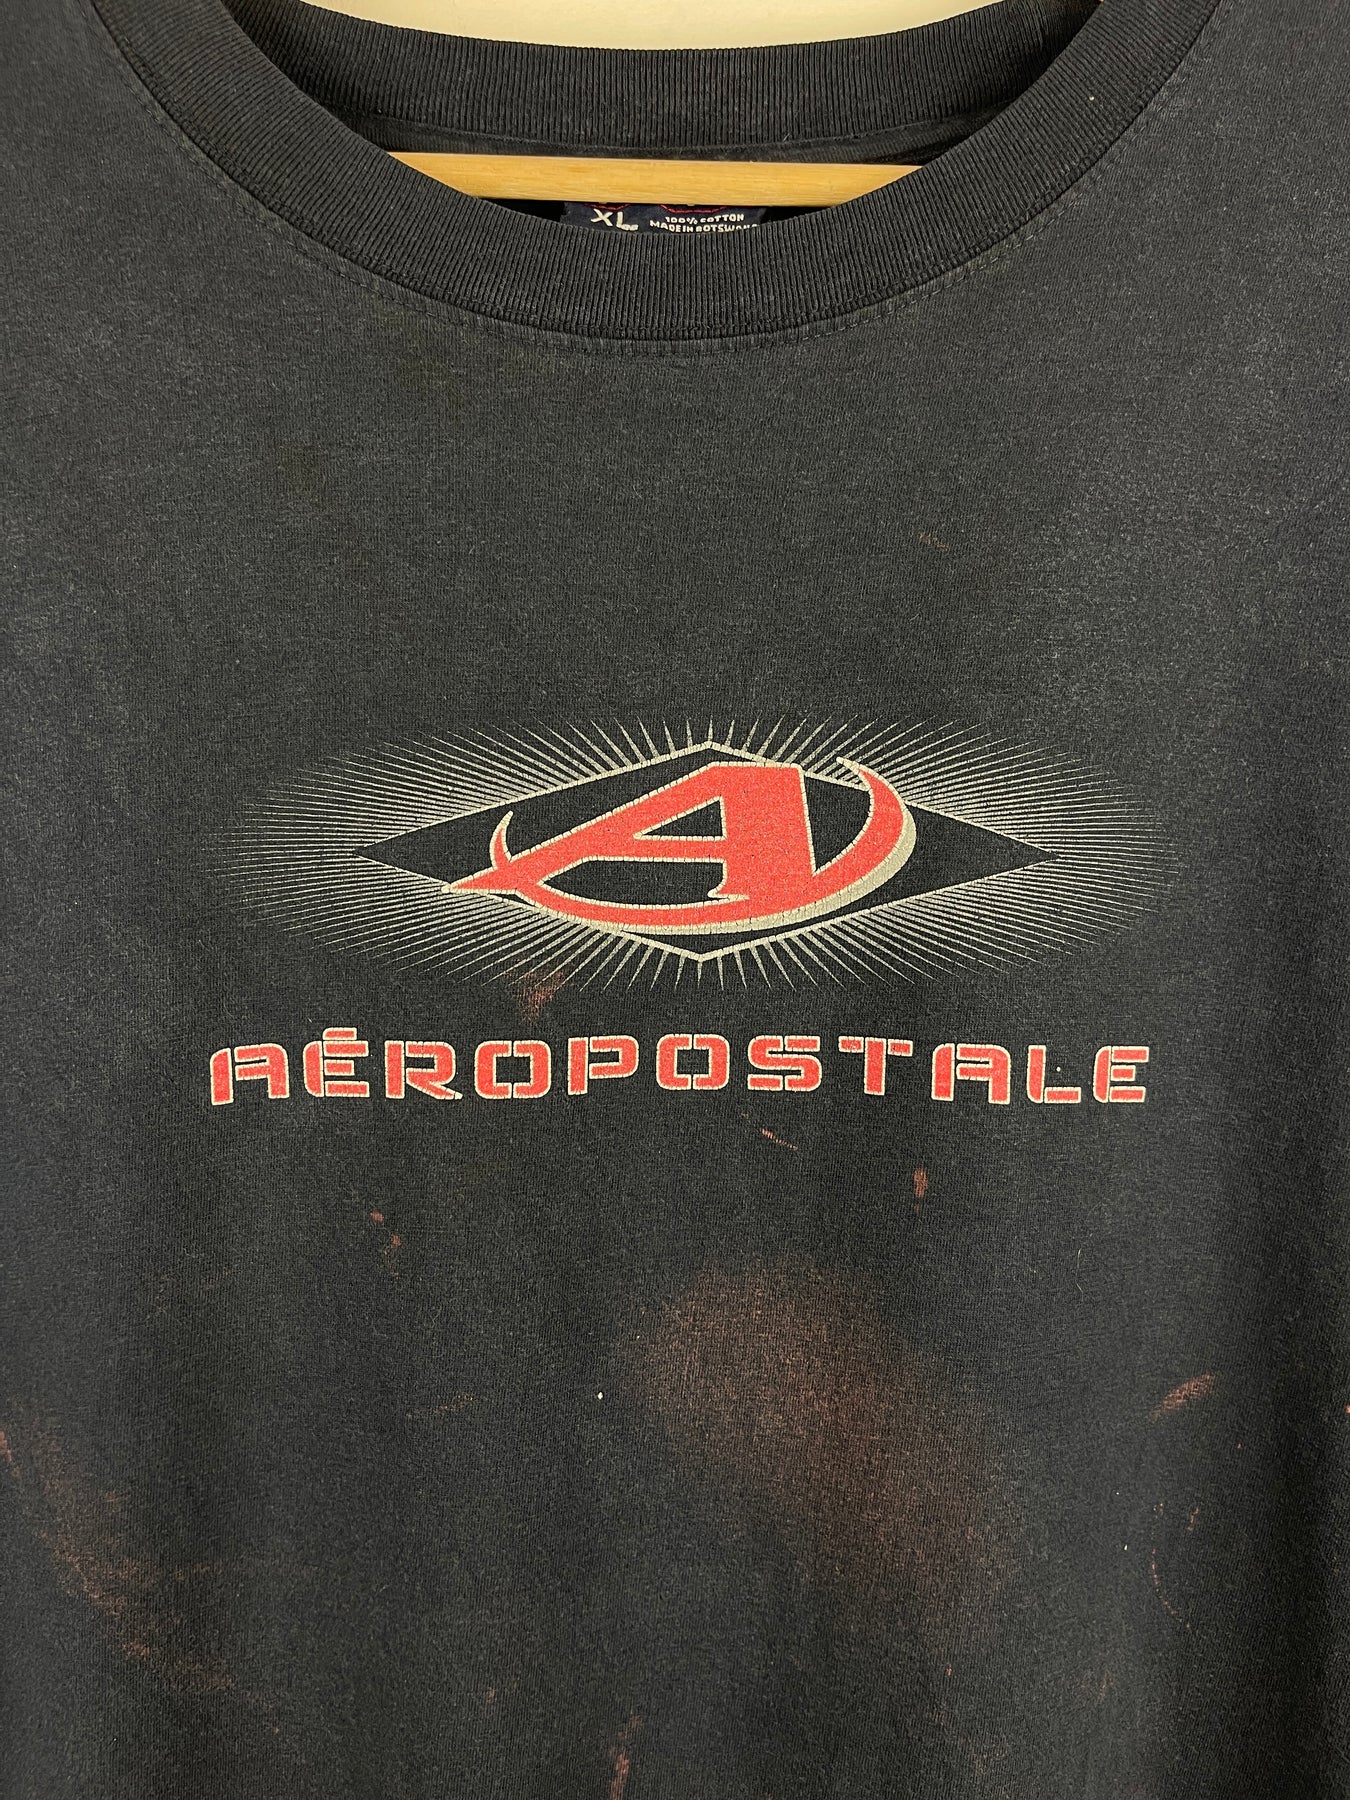 XL
100% COTTON
MADE IN BOTSWANA
A
AÉROPOSTALE